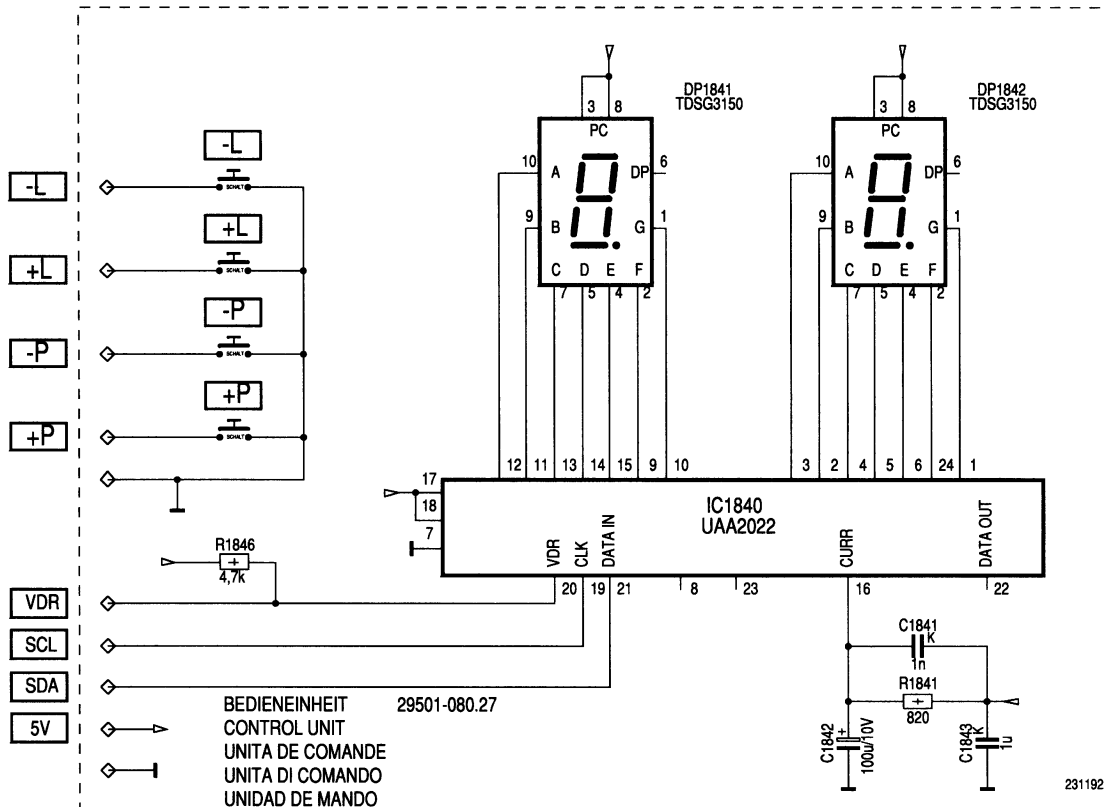 DP1841
TDSG3150
DP1842
TDSG3150
3 8
3 8
PC
PC
-L
-L
SCHALT
10 A DP 6
10 A DP 6
+L
+L
SCHALT
9 B G 1
9 B G 1
C D E F
C D E F
7 5 4 2
7 5 4 2
-P
-P
SCHALT
+P
+P
SCHALT
12 11 13 14 15 9 10
3 2 4 5 6 24 1
17
18
7
IC1840
UAA2022
VDR
CLK
DATA IN
CURR
DATA OUT
R1846
+
4,7k
20 19 21 8 23 16 22
VDR
SCL
SDA
5V
C1841
K
1n
R1841
+
820
C1842
+
100u/10V
C1843
K
1u
BEDIENEINHEIT 29501-080.27
CONTROL UNIT
UNITA DE COMANDE
UNITA DI COMANDO
UNIDAD DE MANDO
231192